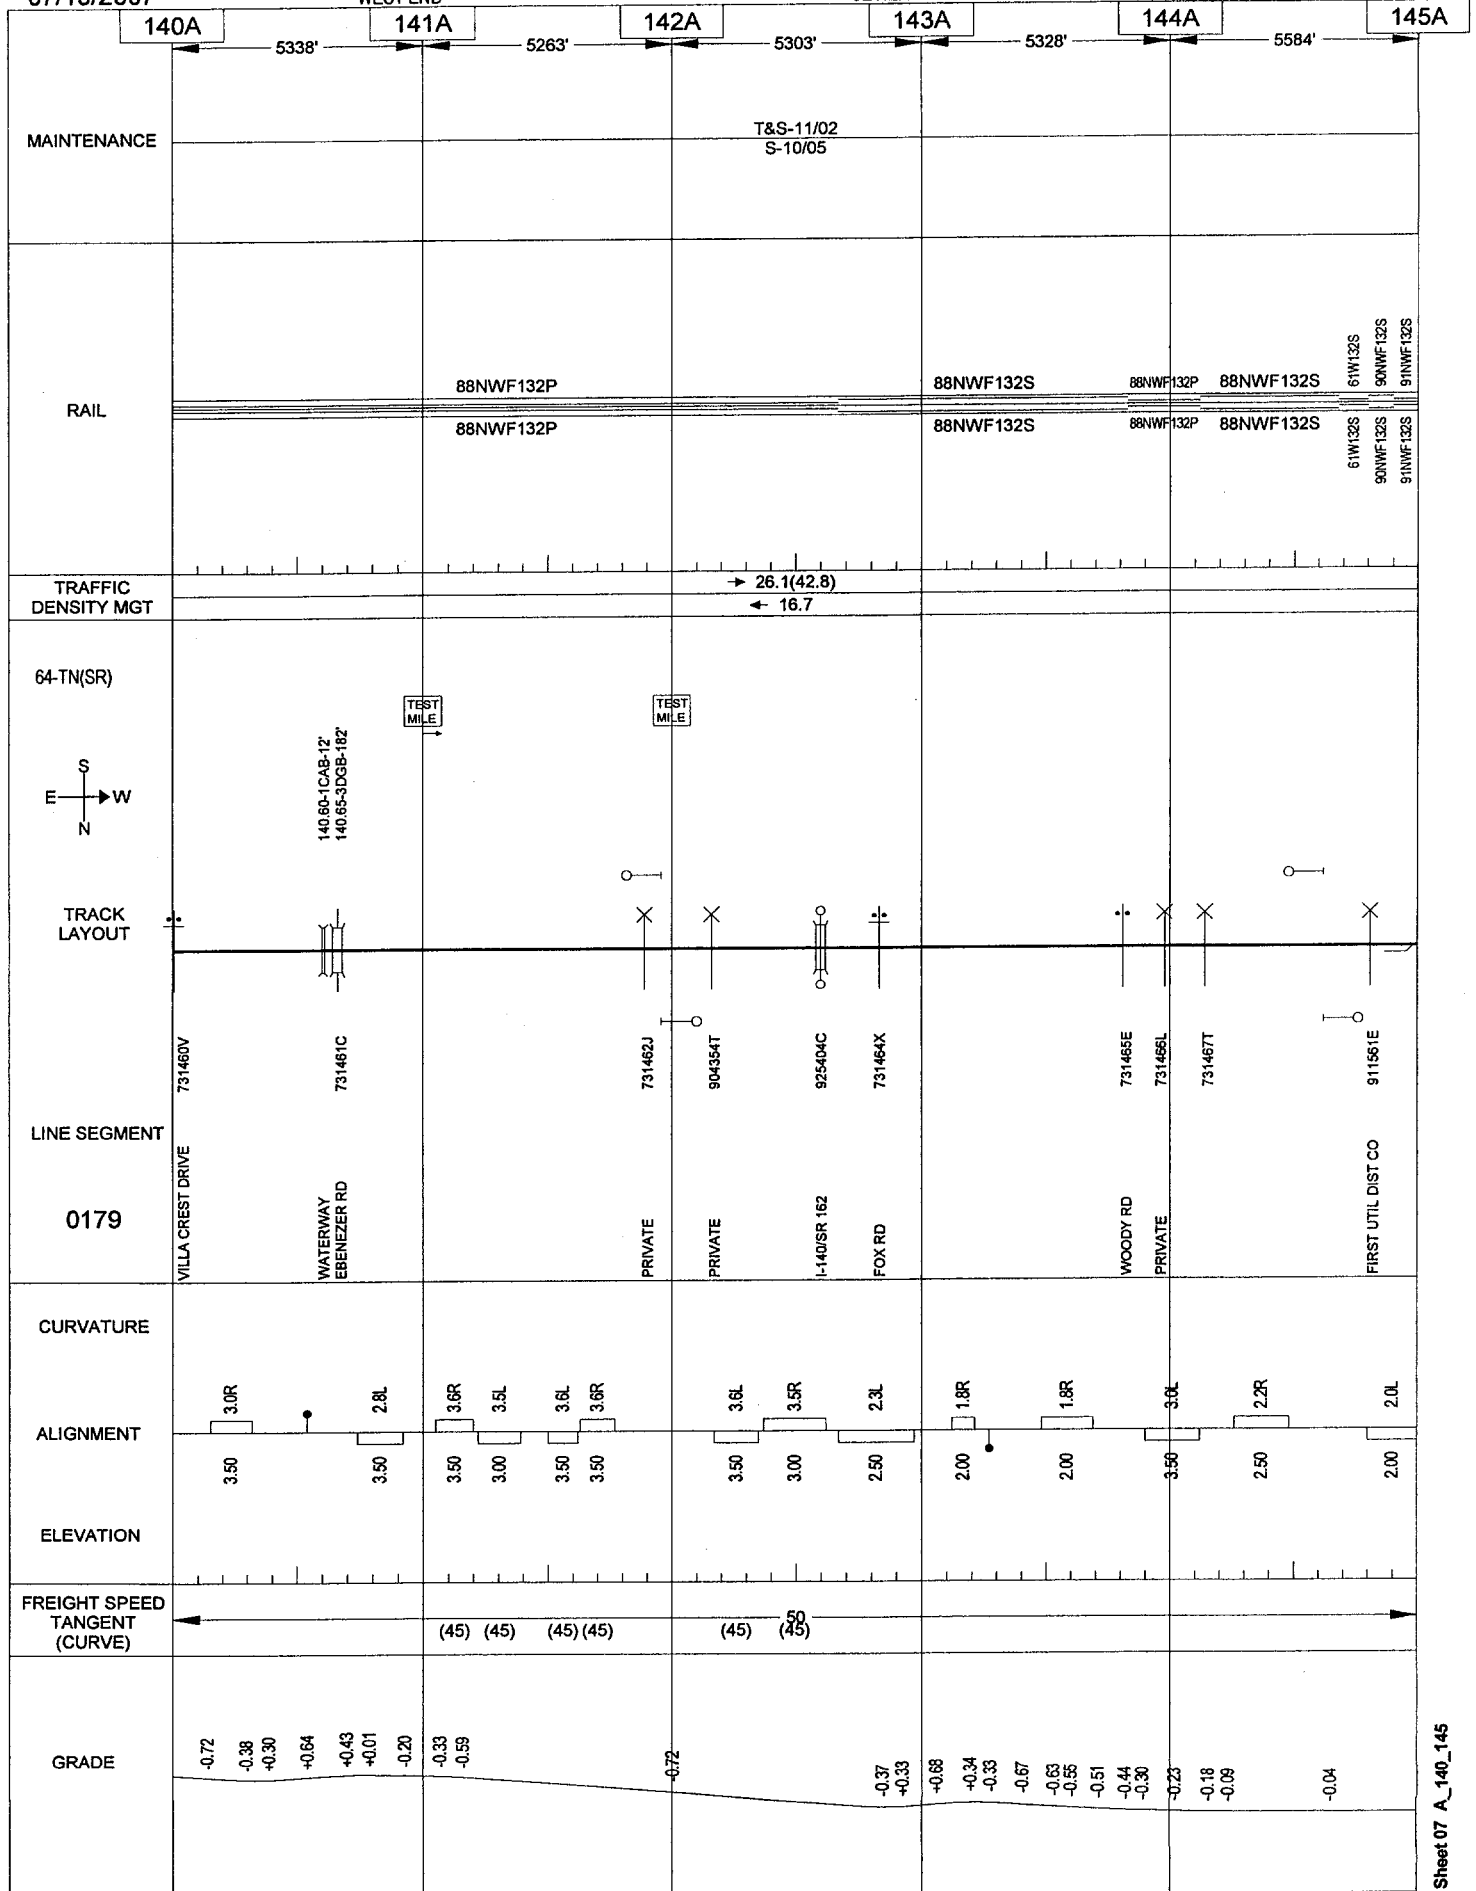 140A 141A 142A 143A 144A 145A
5338' 5263' 5303' 5328' 5584'
MAINTENANCE
T&S-11/02
S-10/05
RAIL
88NWF132P 88NWF132S 88NWF132P 88NWF132S 61W132S 90NWF132S 91NWF132S
88NWF132P 88NWF132S 88NWF132P 88NWF132S 61W132S 90NWF132S 91NWF132S
TRAFFIC
DENSITY MGT
→ 26.1(42.8)
← 16.7
64-TN(SR)
TEST
MILE
TEST
MILE
140.60-1CAB-12'
140.65-3DGB-182'
S
E W
N
TRACK
LAYOUT
731460V 731461C 731462J 904354T 925404C 731464X 731465E 731466L 731467T 911561E
LINE SEGMENT
0179
VILLA CREST DRIVE
WATERWAY
EBENEZER RD
PRIVATE
PRIVATE
I-140/SR 162
FOX RD
WOODY RD
PRIVATE
FIRST UTIL DIST CO
CURVATURE
3.0R 2.8L 3.6R 3.5L 3.6L 3.6R 3.6L 3.5R 2.3L 1.8R 1.8R 3.0L 2.2R 2.0L
ALIGNMENT
3.50 3.50 3.50 3.00 3.50 3.50 3.50 3.00 2.50 2.00 2.00 3.50 2.50 2.00
ELEVATION
FREIGHT SPEED
TANGENT
(CURVE)
50
(45) (45) (45) (45) (45) (45)
GRADE
-0.72 -0.38 +0.30 +0.64 +0.43 +0.01 -0.20 -0.33 -0.59 -0.72 -0.37 +0.33 +0.68 +0.34 -0.33 -0.67 -0.63 -0.55 -0.51 -0.44 -0.30 -0.23 -0.18 -0.09 -0.04
Sheet 07 A_140_145